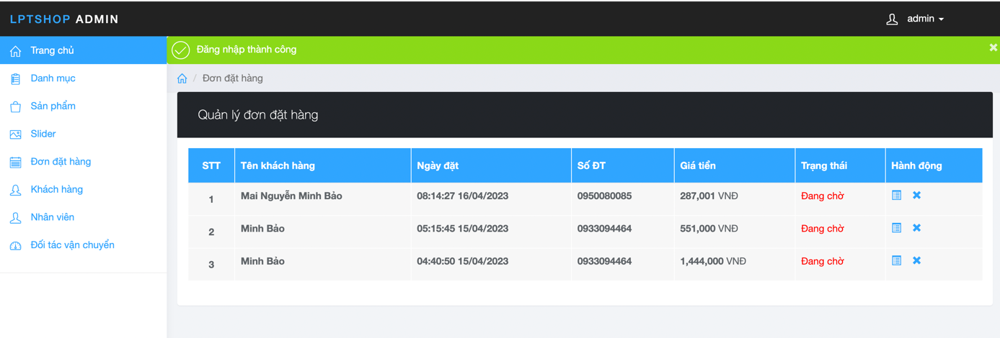 LPTSHOP ADMIN
admin
Trang chủ
Danh mục
Sản phẩm
Slider
Đơn đặt hàng
Khách hàng
Nhân viên
Đối tác vận chuyển
Đăng nhập thành công
/ Đơn đặt hàng
Quản lý đơn đặt hàng
STT Tên khách hàng Ngày đặt Số ĐT Giá tiền Trạng thái Hành động
1 Mai Nguyễn Minh Bảo 08:14:27 16/04/2023 0950080085 287,001 VNĐ Đang chờ
2 Minh Bảo 05:15:45 15/04/2023 0933094464 551,000 VNĐ Đang chờ
3 Minh Bảo 04:40:50 15/04/2023 0933094464 1,444,000 VNĐ Đang chờ